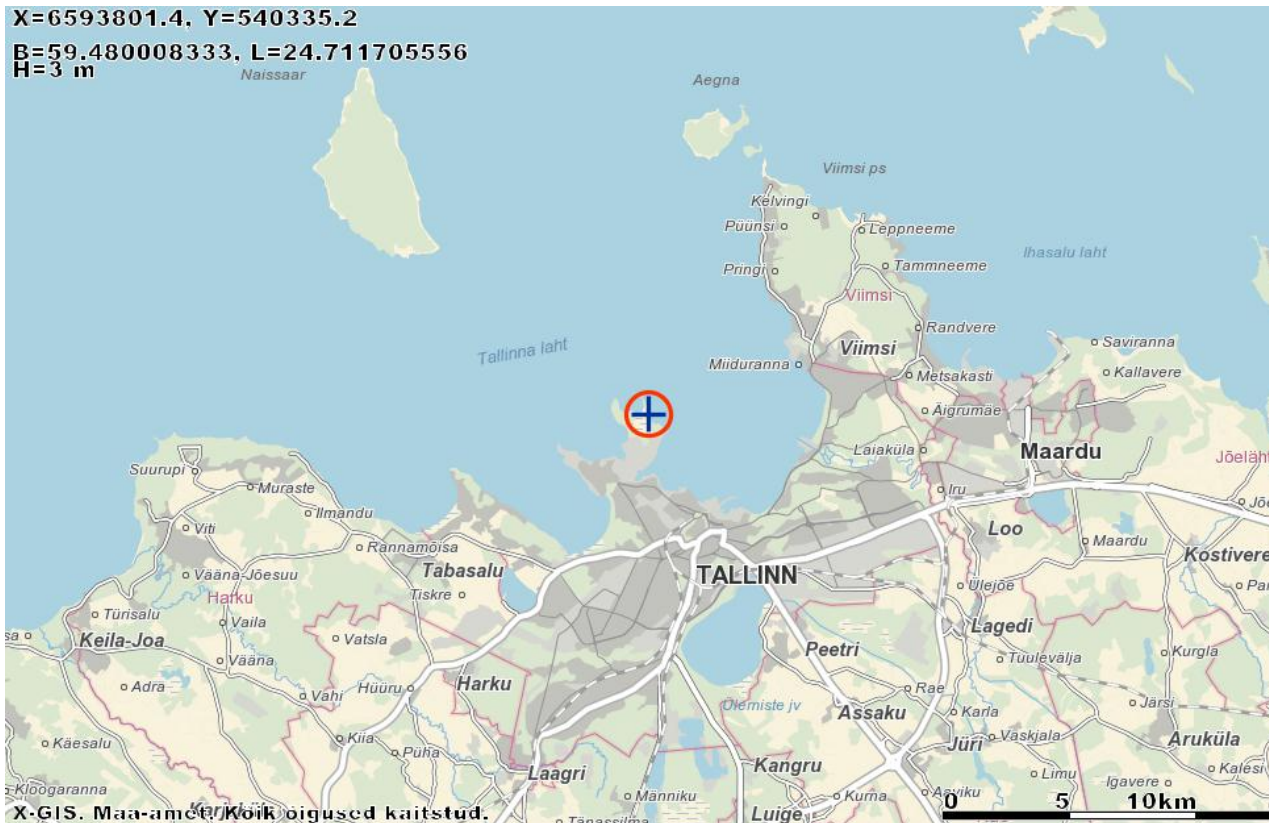 X=6593801.4, Y=540335.2
B=59.480008333, L=24.711705556
H=3 m
Naissaar
Aegna
Viimsi ps
Kelvingi
Püünsi
Leppneeme
Ihasalu laht
Pringi
Tammneeme
Viimsi
Randvere
Tallinna laht
Viimsi
Saviranna
Miiduranna
Metsakasti
Kallavere
Äigrumäe
Laiaküla
Maardu
Jõeläht
Suurupi
Muraste
Iru
Ilmandu
Viti
Loo
Rannamõisa
Maardu
Kostivere
Tabasalu
TALLINN
Vääna-Jõesuu
Tiskre
Ülejõe
Harku
Türisalu
Vaila
Lagedi
Keila-Joa
Vatsla
Peetri
Vääna
Tuulevälja
Kurgla
Adra
Harku
Hüüru
Vahi
Rae
Ülemiste jv
Assaku
Karla
Järsi
Kiia
Käesalu
Püha
Jüri
Vaskjala
Aruküla
Laagri
Kangru
Limu
Igavere
Kalesi
Kloogaranna
Männiku
Kurna
0 5 10km
X-GIS. Maa-amet. Kõik õigused kaitstud.
Luige
Tänassilma